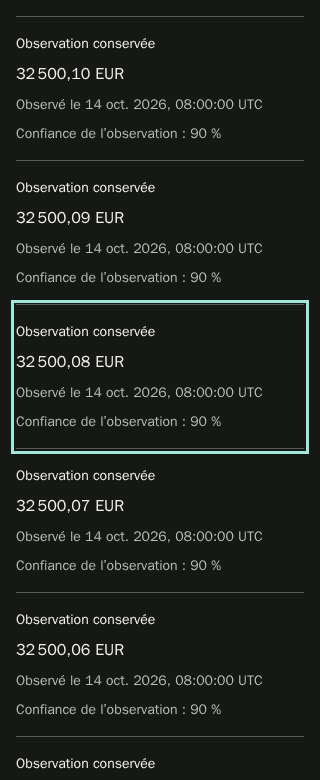 Observation conservée
32 500,10 EUR
Observé le 14 oct. 2026, 08:00:00 UTC
Confiance de l’observation : 90 %
Observation conservée
32 500,09 EUR
Observé le 14 oct. 2026, 08:00:00 UTC
Confiance de l’observation : 90 %
Observation conservée
32 500,08 EUR
Observé le 14 oct. 2026, 08:00:00 UTC
Confiance de l’observation : 90 %
Observation conservée
32 500,07 EUR
Observé le 14 oct. 2026, 08:00:00 UTC
Confiance de l’observation : 90 %
Observation conservée
32 500,06 EUR
Observé le 14 oct. 2026, 08:00:00 UTC
Confiance de l’observation : 90 %
Observation conservée